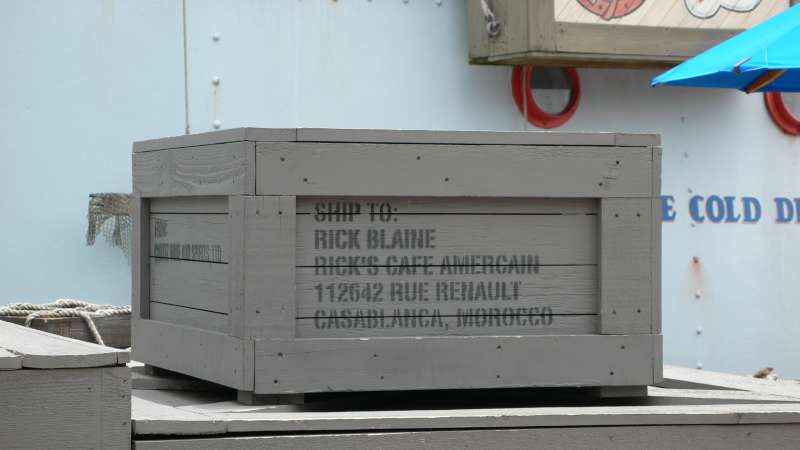 SHIP TO:
RICK BLAINE
RICK'S CAFE AMERCAIN
112642 RUE RENAULT
CASABLANCA, MOROCCO
COLD